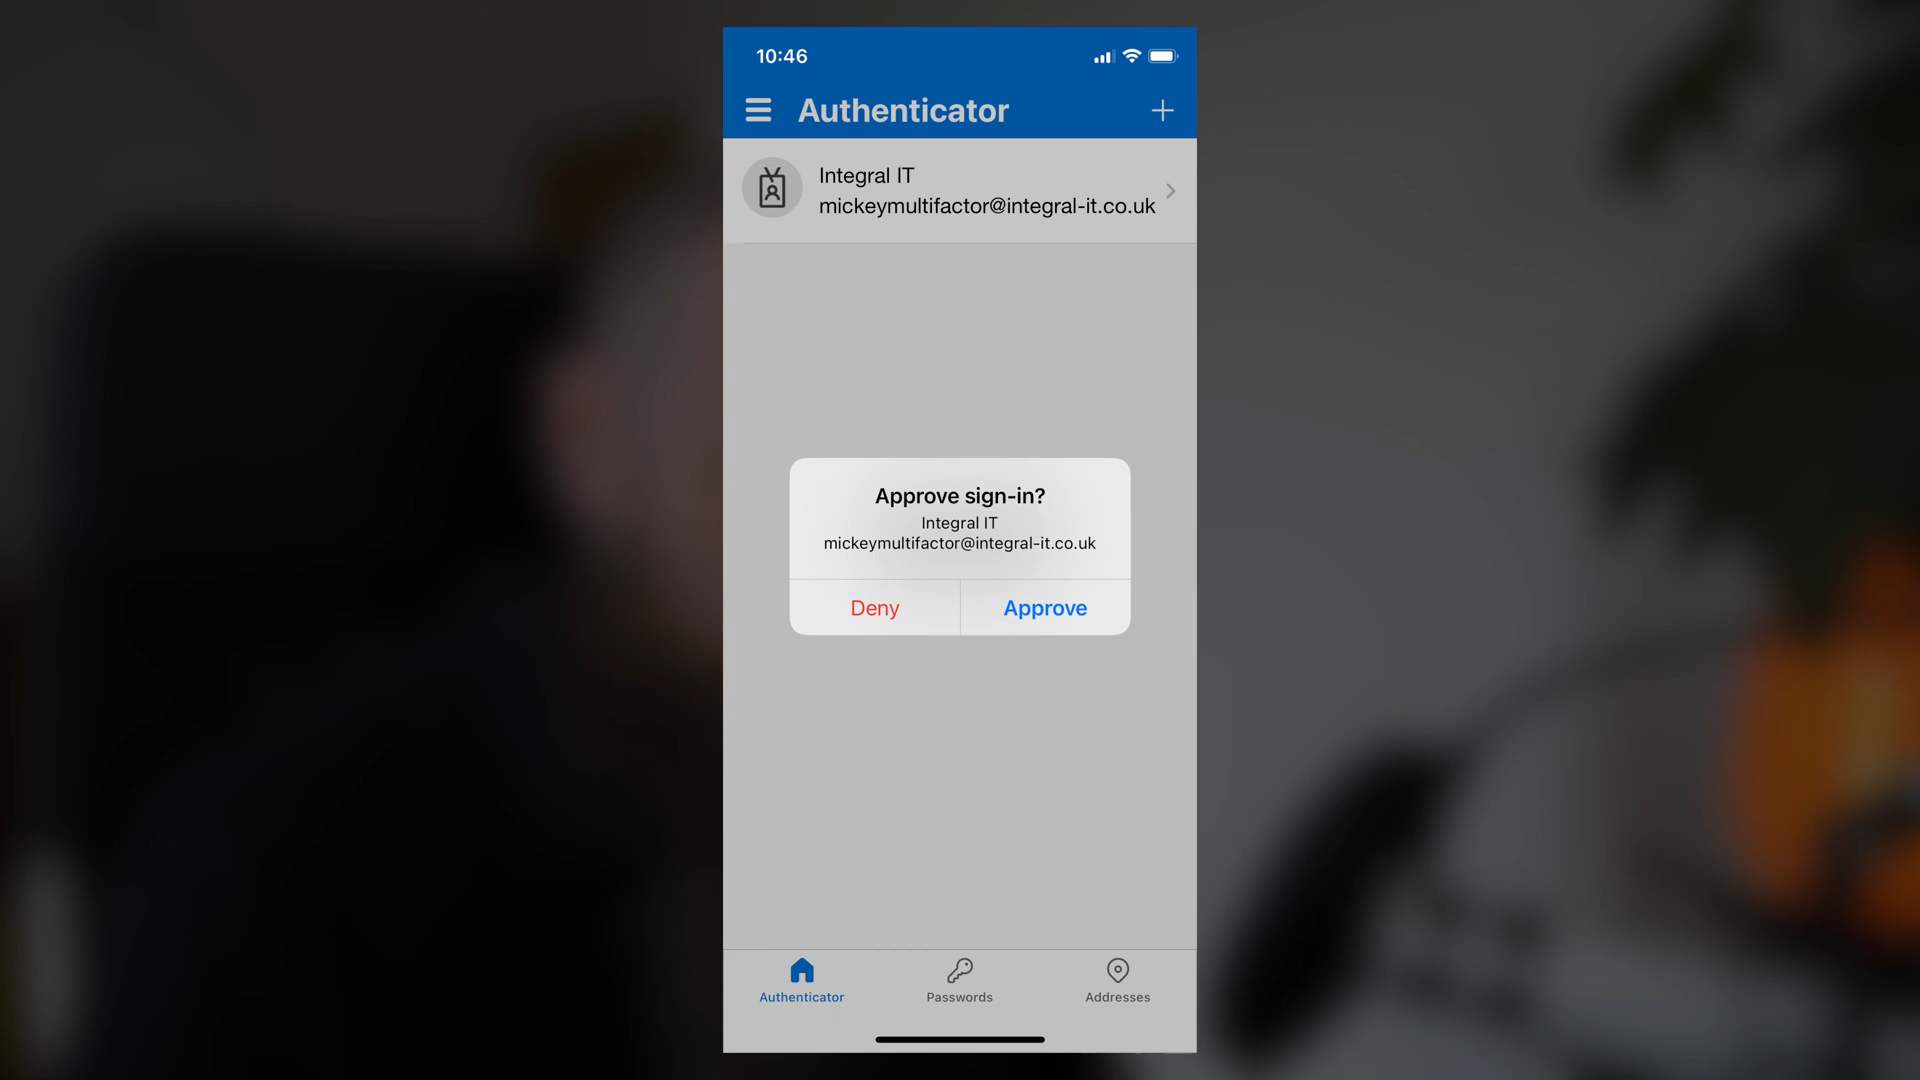 10:46
Authenticator
Integral IT
mickeymultifactor@integral-it.co.uk
Approve sign-in?
Integral IT
mickeymultifactor@integral-it.co.uk
Deny
Approve
Authenticator
Passwords
Addresses